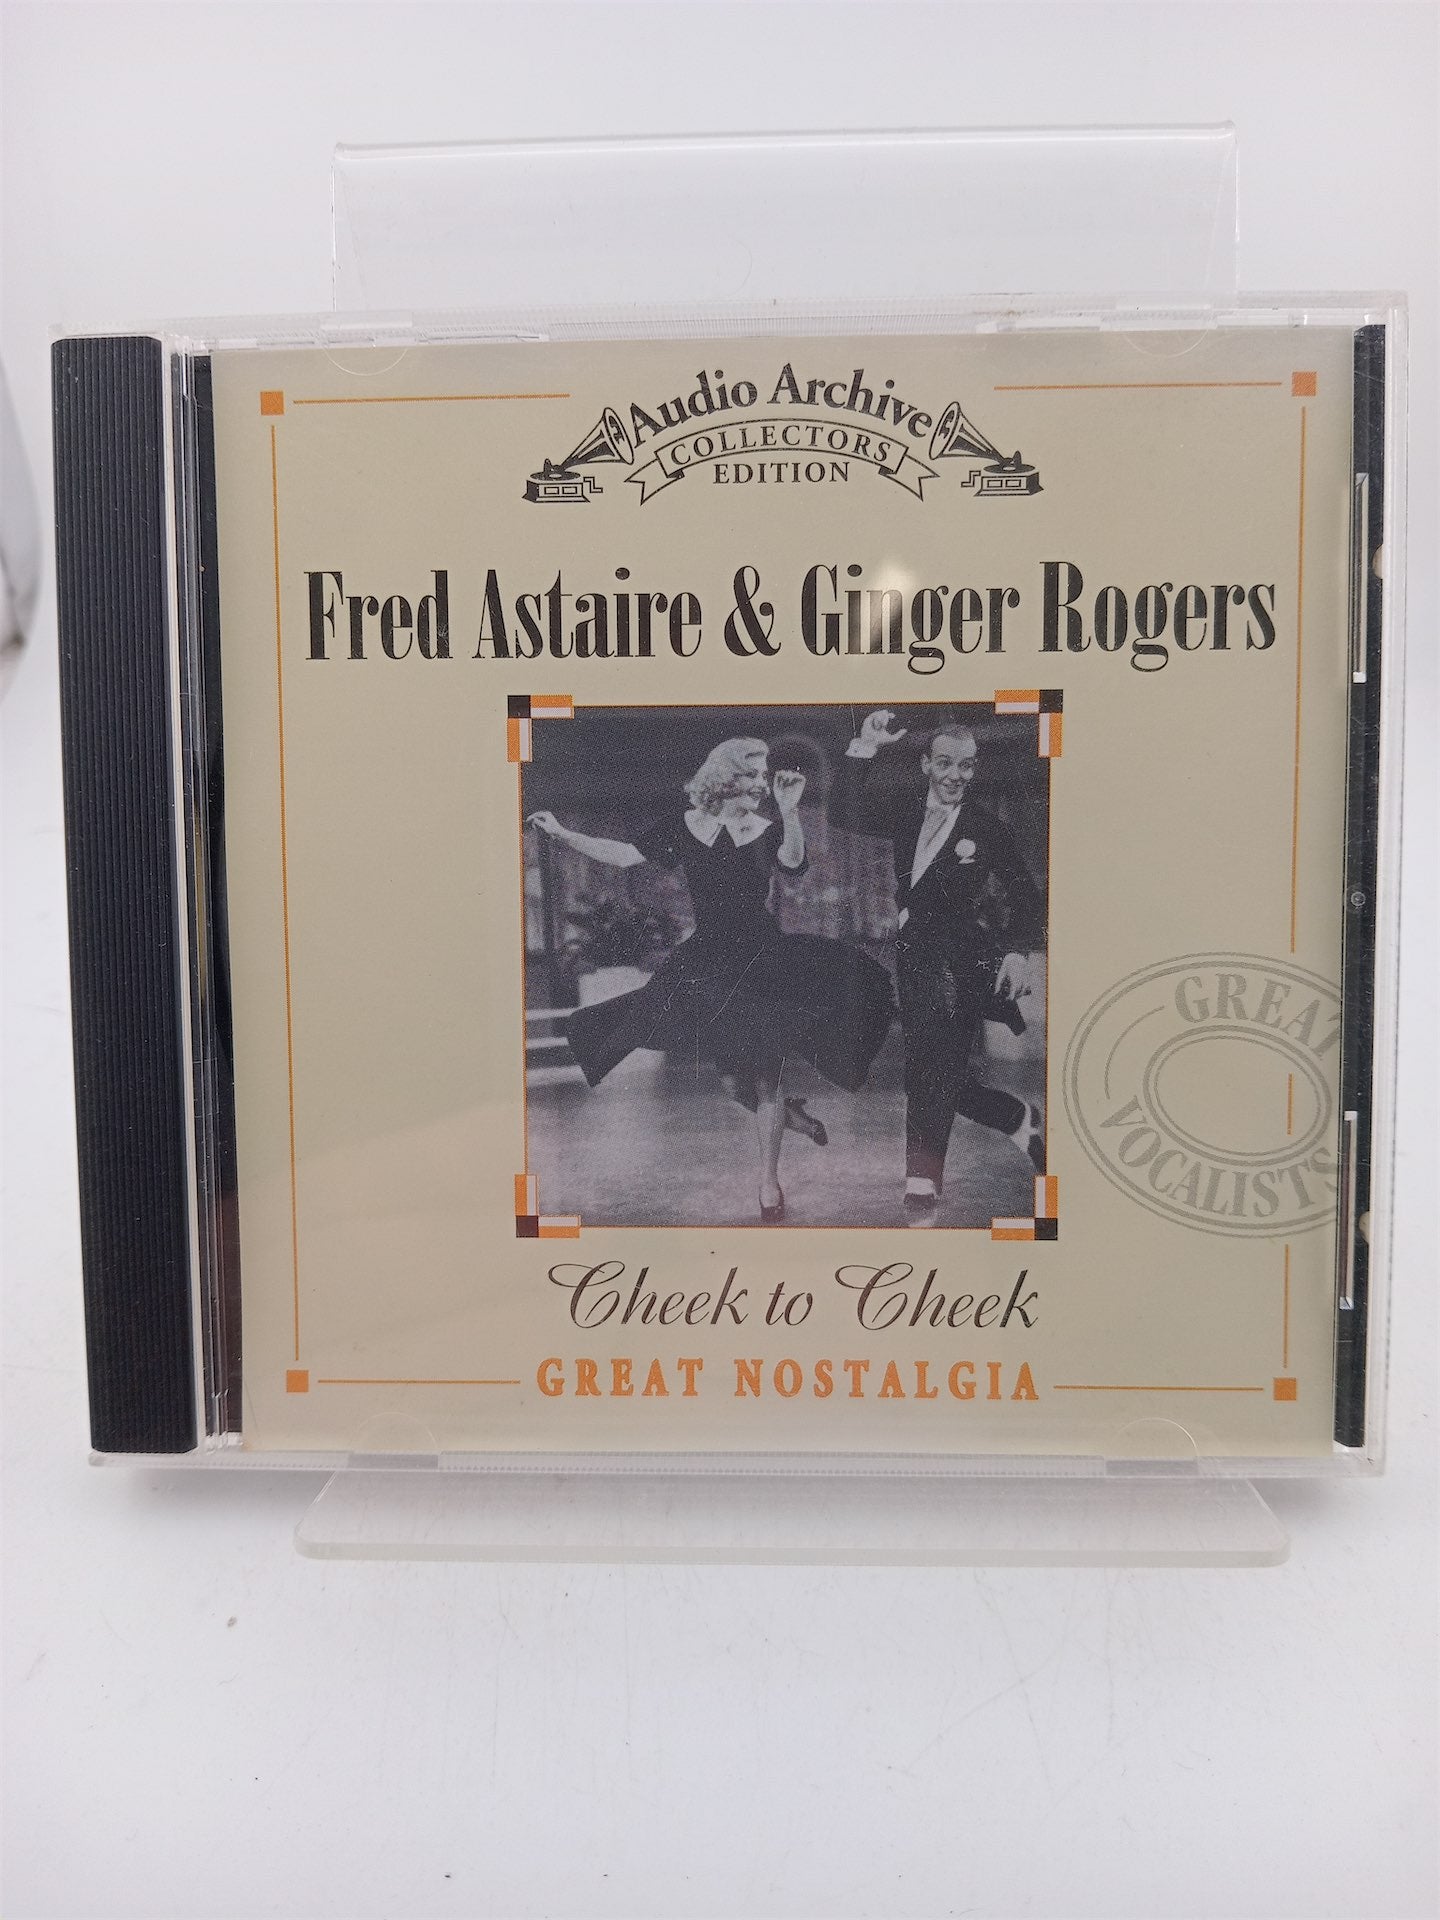 Audio Archive
COLLECTORS
EDITION
Fred Astaire & Ginger Rogers
GREAT
VOCALISTS
Cheek to Cheek
GREAT NOSTALGIA